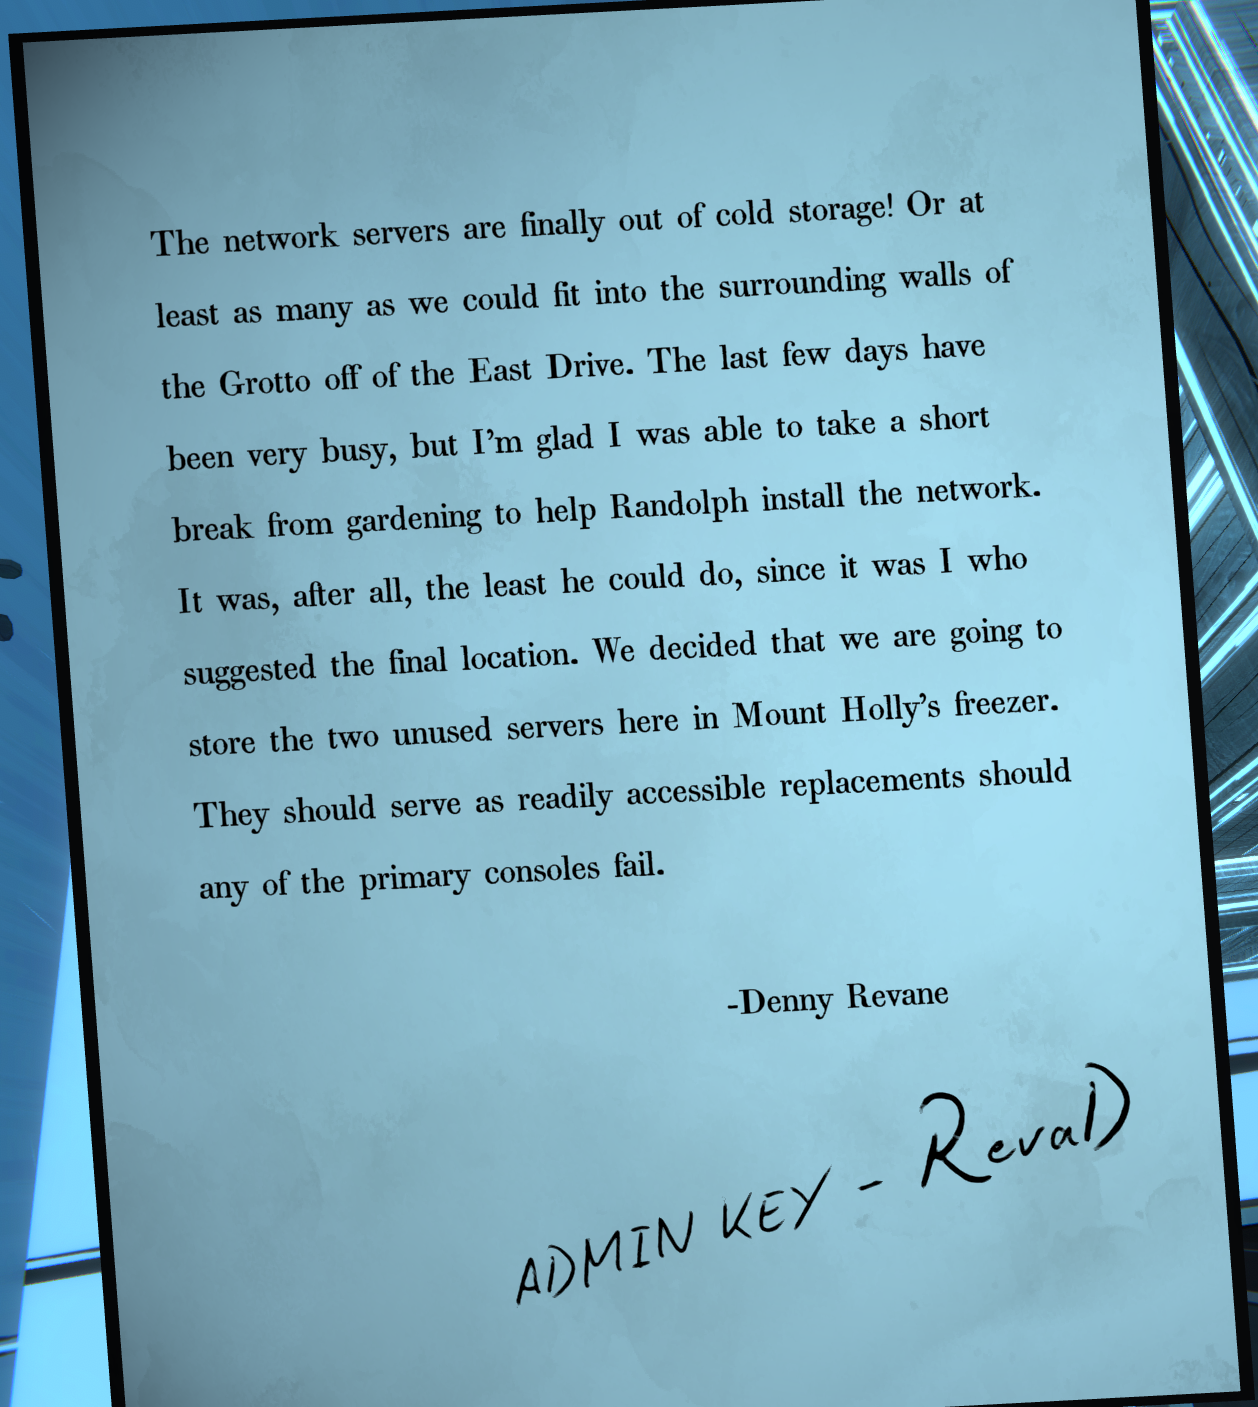 The network servers are finally out of cold storage! Or at
least as many as we could fit into the surrounding walls of
the Grotto off of the East Drive. The last few days have
been very busy, but I'm glad I was able to take a short
break from gardening to help Randolph install the network.
It was, after all, the least he could do, since it was I who
suggested the final location. We decided that we are going to
store the two unused servers here in Mount Holly's freezer.
They should serve as readily accessible replacements should
any of the primary consoles fail.
-Denny Revane
ADMIN KEY - RevaD